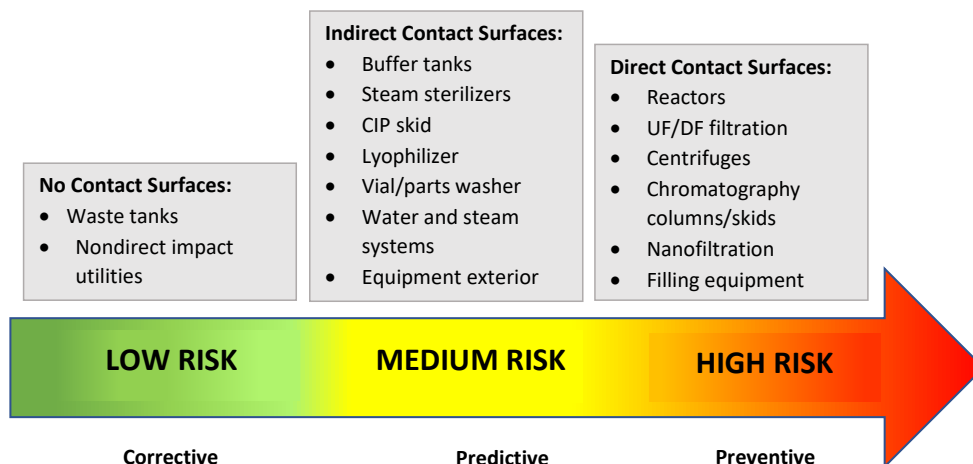 No Contact Surfaces:
• Waste tanks
• Nondirect impact
utilities
Indirect Contact Surfaces:
• Buffer tanks
• Steam sterilizers
• CIP skid
• Lyophilizer
• Vial/parts washer
• Water and steam
systems
• Equipment exterior
Direct Contact Surfaces:
• Reactors
• UF/DF filtration
• Centrifuges
• Chromatography
columns/skids
• Nanofiltration
• Filling equipment
LOW RISK
MEDIUM RISK
HIGH RISK
Corrective
Predictive
Preventive